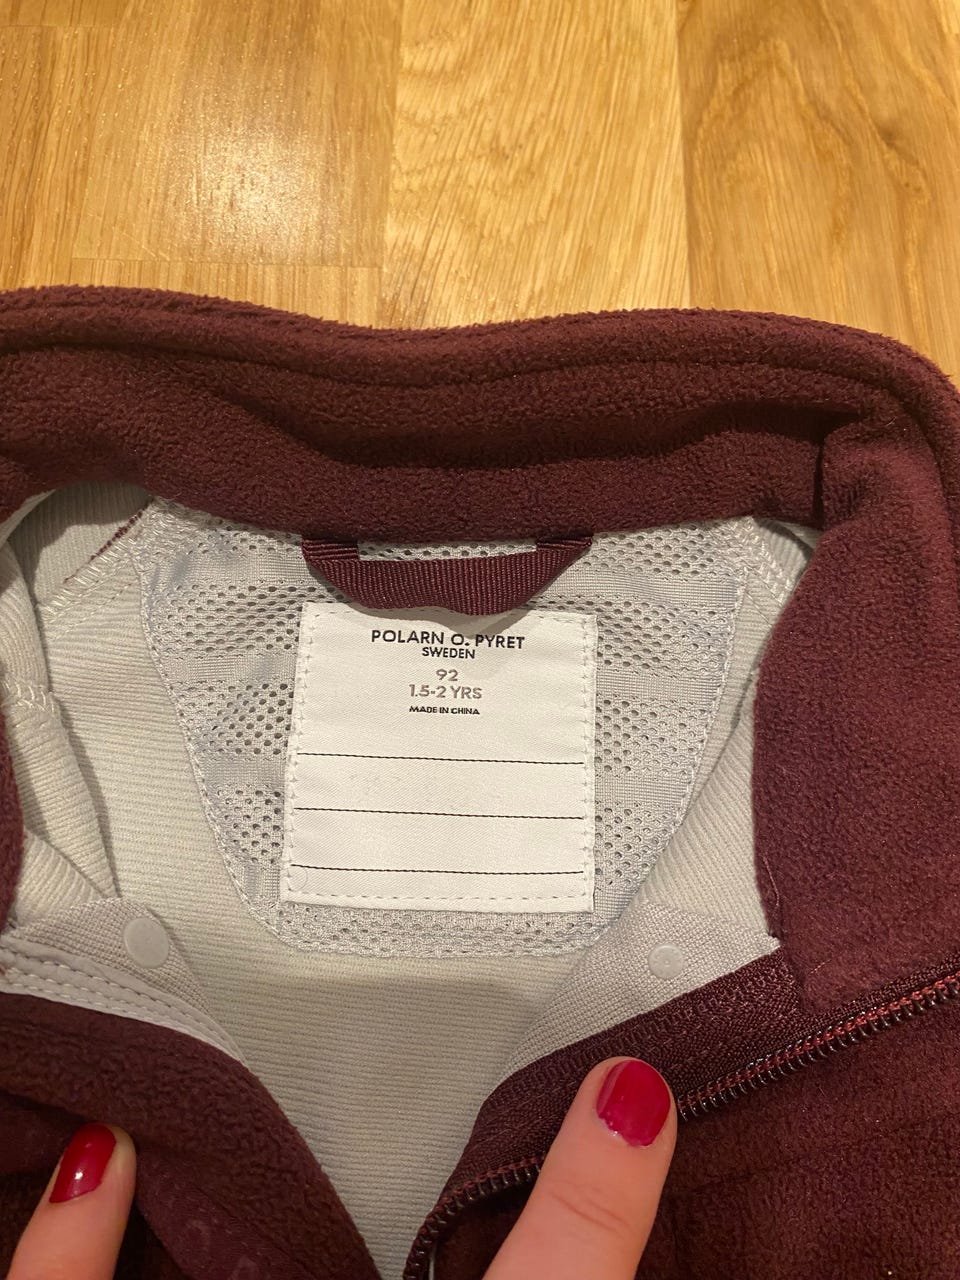 POLARN O. PYRET
SWEDEN
92
1.5-2 YRS
MADE IN CHINA